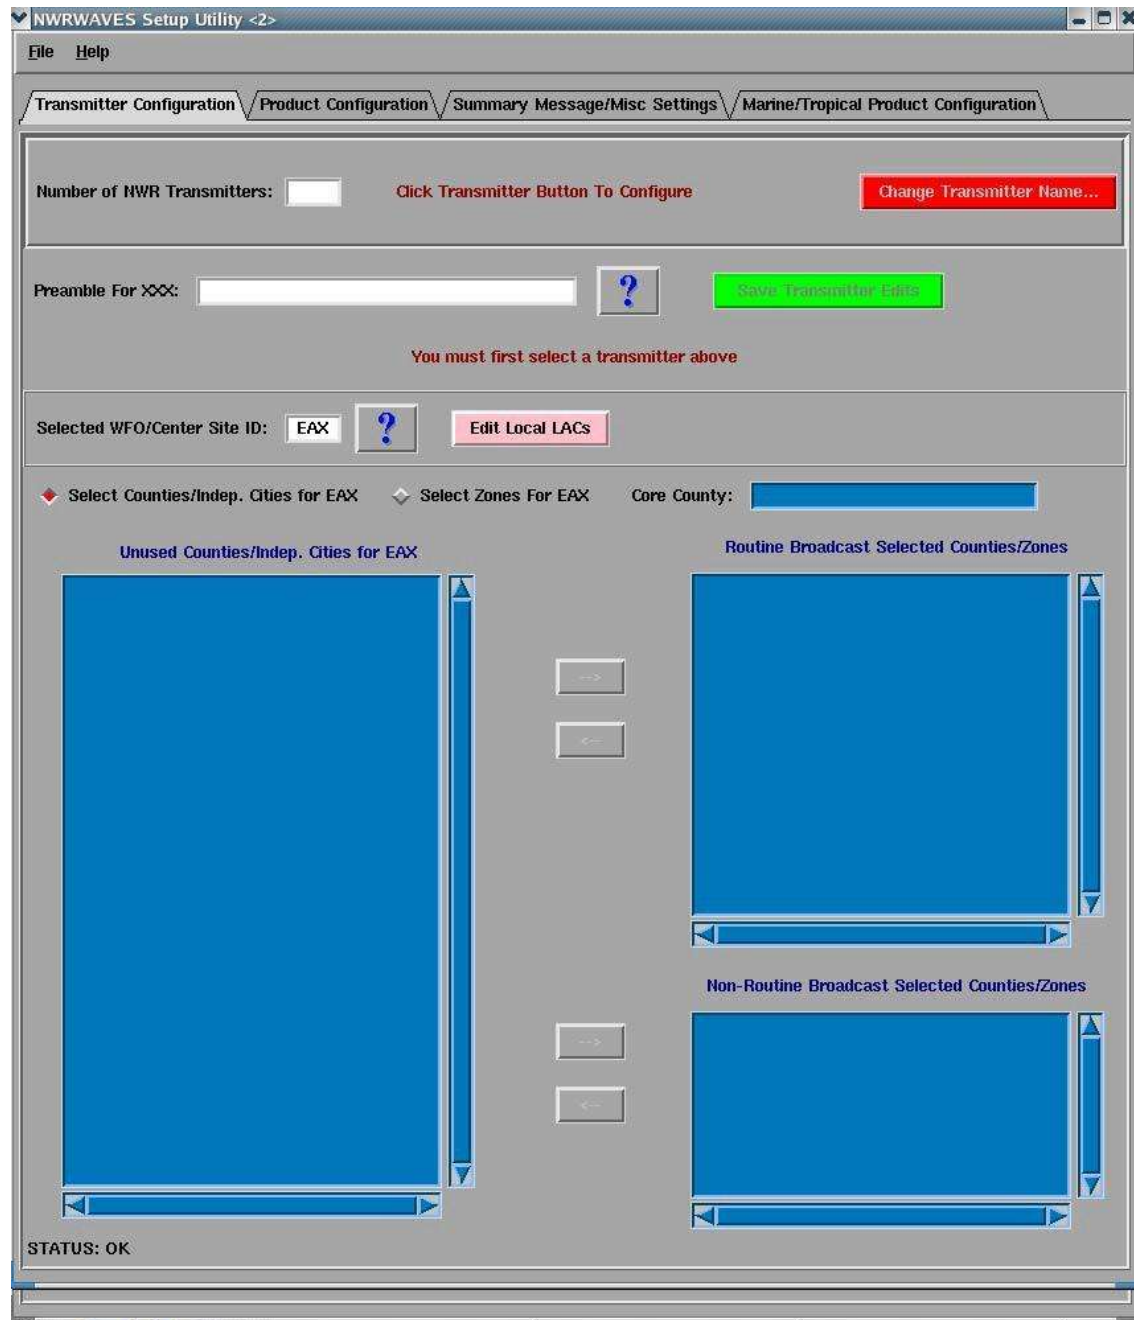 NWRWAVES Setup Utility <2>
File Help
Transmitter Configuration Product Configuration Summary Message/Misc Settings Marine/Tropical Product Configuration
Number of NWR Transmitters: Click Transmitter Button To Configure Change Transmitter Name...
Preamble For XXX: ? Save Transmitter Edits
You must first select a transmitter above
Selected WFO/Center Site ID: EAX ? Edit Local LACs
Select Counties/Indep. Cities for EAX Select Zones For EAX Core County:
Unused Counties/Indep. Cities for EAX Routine Broadcast Selected Counties/Zones
-->
<--
Non-Routine Broadcast Selected Counties/Zones
-->
<--
STATUS: OK